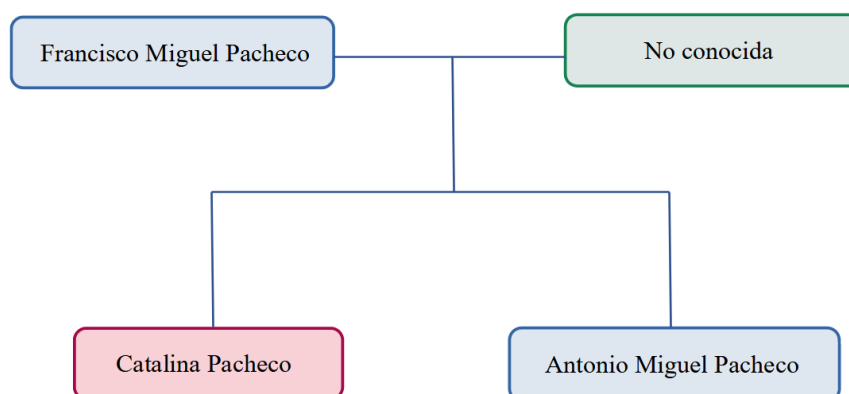 Francisco Miguel Pacheco
No conocida
Catalina Pacheco
Antonio Miguel Pacheco